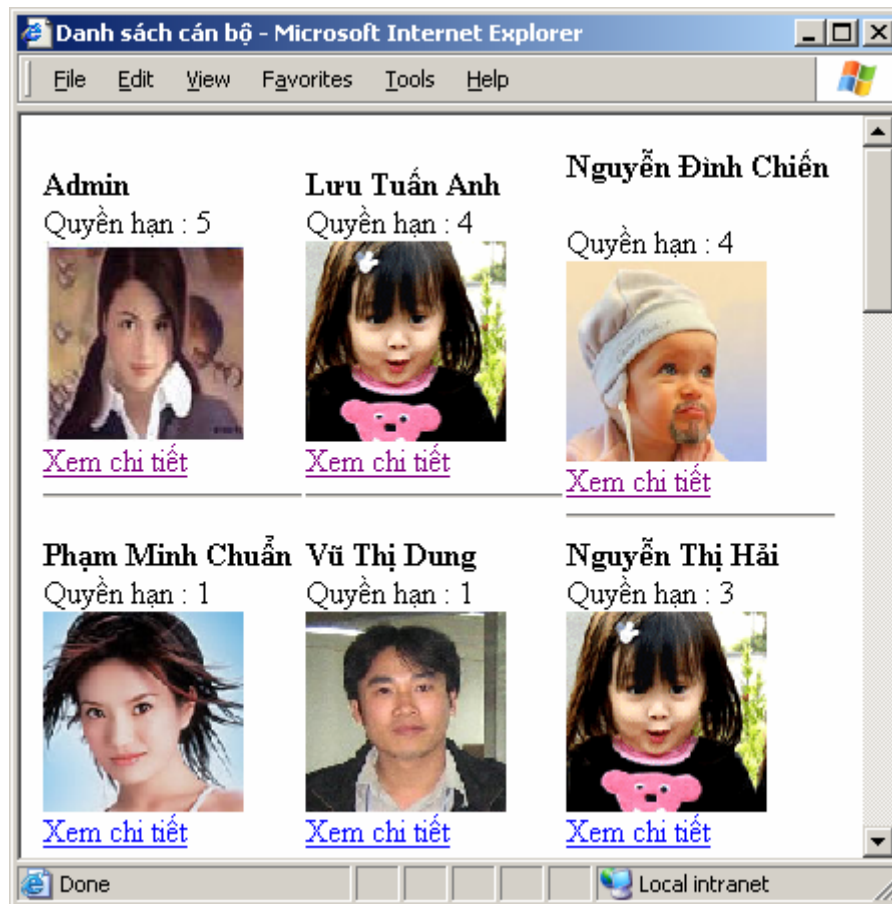 Danh sách cán bộ - Microsoft Internet Explorer
File Edit View Favorites Tools Help
Admin
Quyền hạn : 5
Xem chi tiết
Lưu Tuấn Anh
Quyền hạn : 4
Xem chi tiết
Nguyễn Đình Chiến
Quyền hạn : 4
Xem chi tiết
Phạm Minh Chuẩn
Quyền hạn : 1
Xem chi tiết
Vũ Thị Dung
Quyền hạn : 1
Xem chi tiết
Nguyễn Thị Hải
Quyền hạn : 3
Xem chi tiết
Done
Local intranet